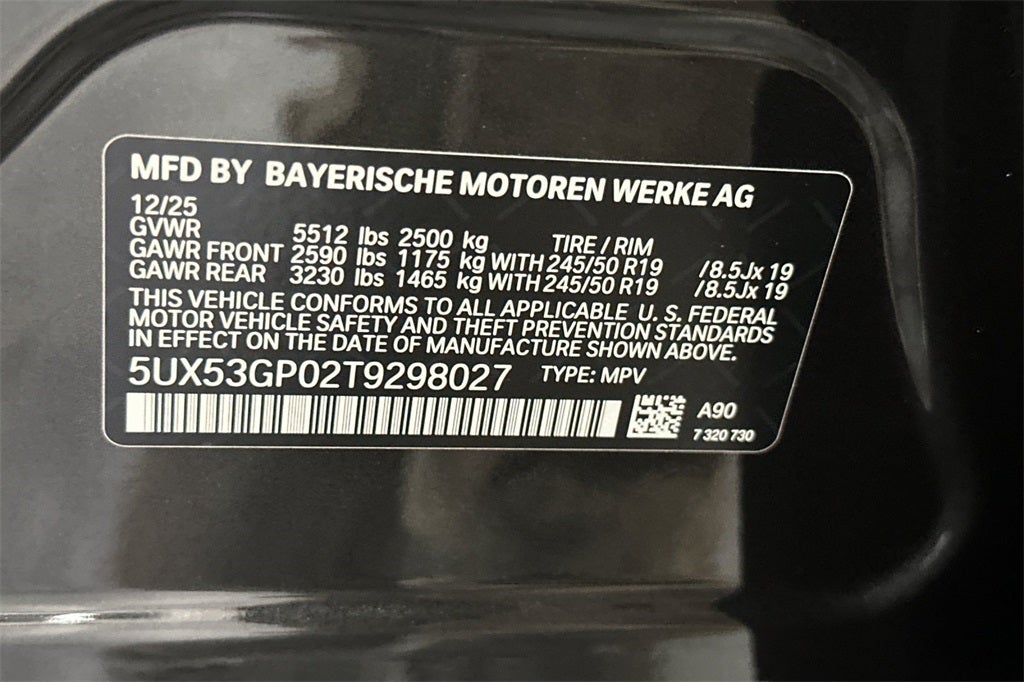 MFD BY BAYERISCHE MOTOREN WERKE AG
12/25
GVWR 5512 lbs 2500 kg TIRE / RIM
GAWR FRONT 2590 lbs 1175 kg WITH 245/50 R19 /8.5Jx 19
GAWR REAR 3230 lbs 1465 kg WITH 245/50 R19 /8.5Jx 19
THIS VEHICLE CONFORMS TO ALL APPLICABLE U. S. FEDERAL
MOTOR VEHICLE SAFETY AND THEFT PREVENTION STANDARDS
IN EFFECT ON THE DATE OF MANUFACTURE SHOWN ABOVE.
5UX53GP02T9298027 TYPE: MPV
A90
7 320 730